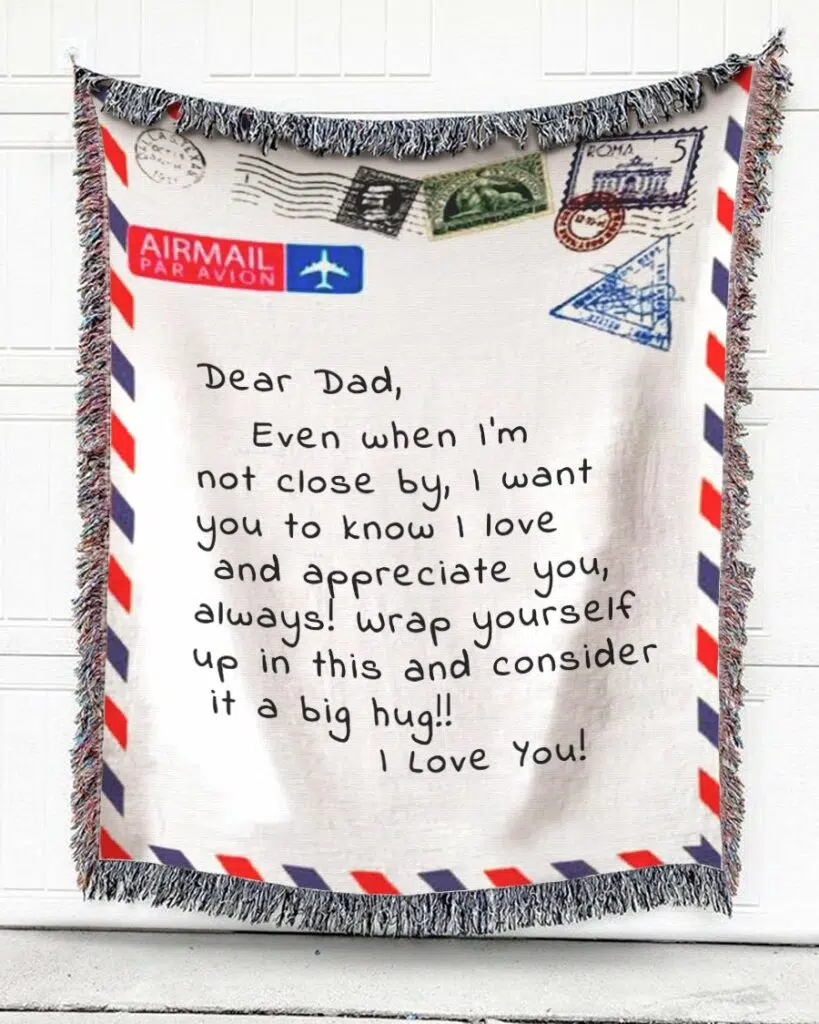 ROMA 5
AIRMAIL
PAR AVION
Dear Dad,
Even when I'm
not close by, I want
you to know I love
and appreciate you,
always! wrap yourself
up in this and consider
it a big hug!!
I Love You!